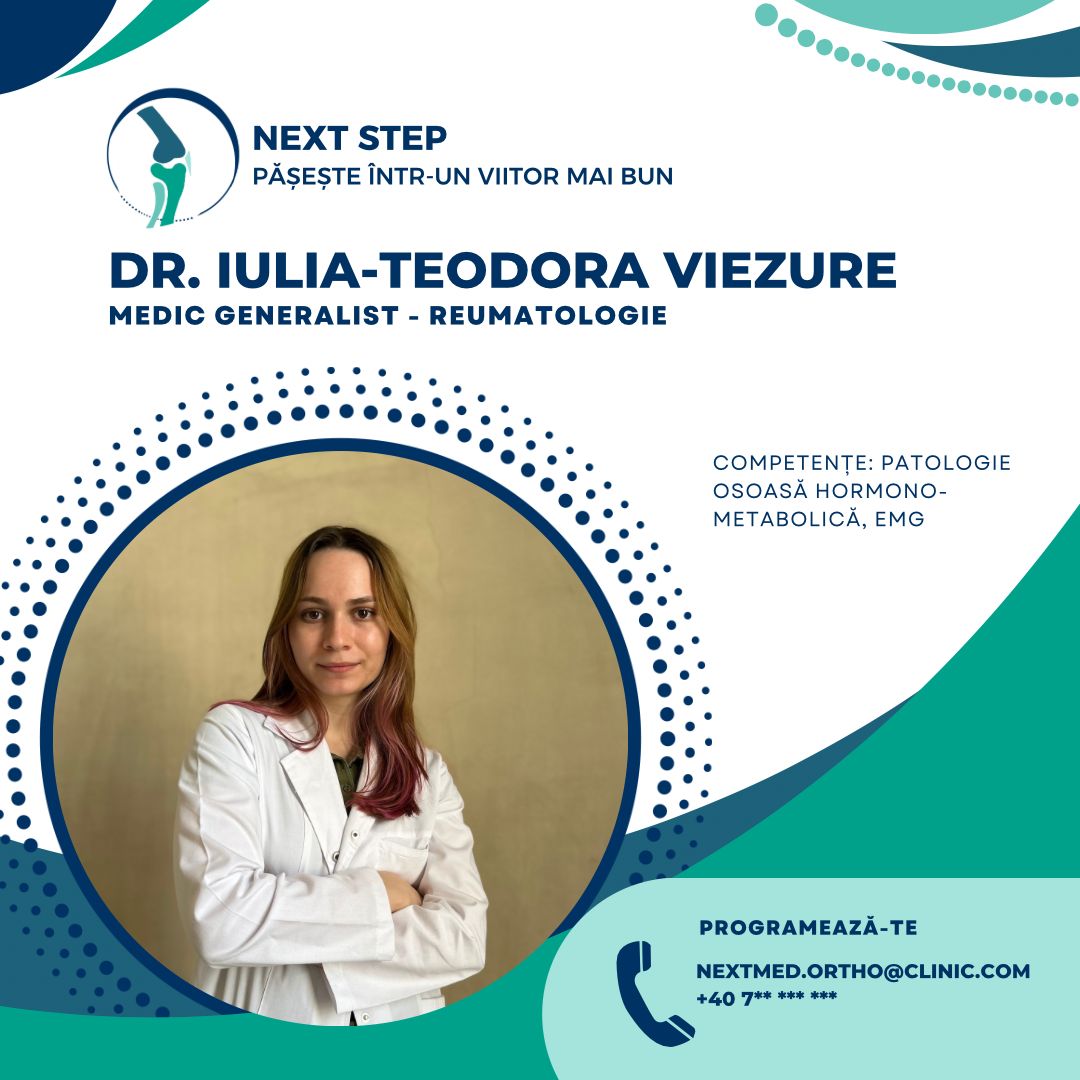 NEXT STEP
PĂȘEȘTE ÎNTR-UN VIITOR MAI BUN
DR. IULIA-TEODORA VIEZURE
MEDIC GENERALIST - REUMATOLOGIE
COMPETENȚE: PATOLOGIE
OSOASĂ HORMONO-
METABOLICĂ, EMG
PROGRAMEAZĂ-TE
NEXTMED.ORTHO@CLINIC.COM
+40 7** *** ***